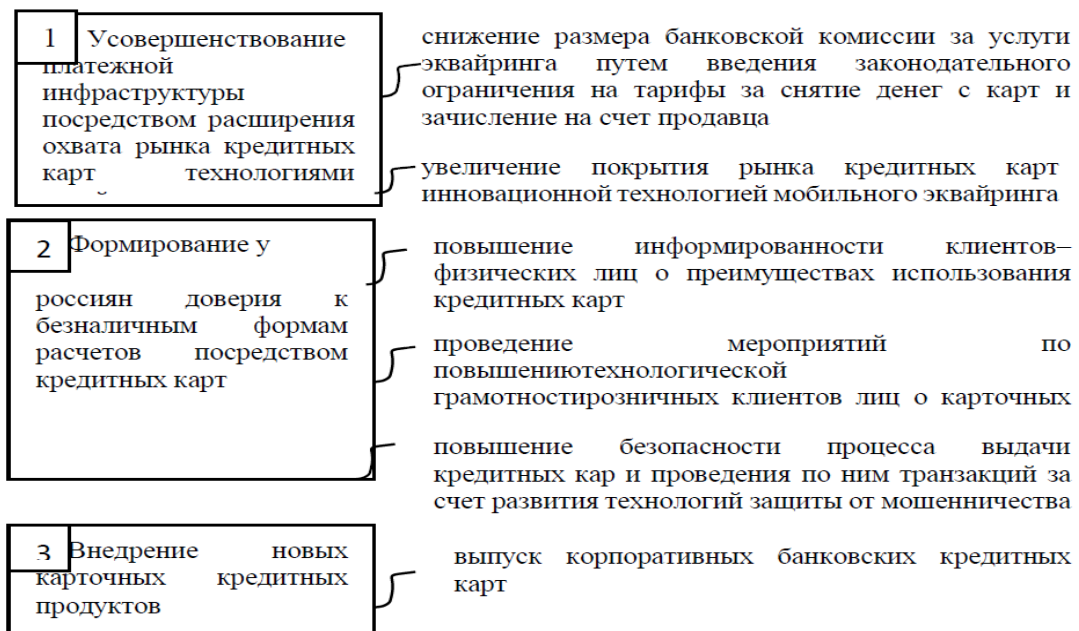 1 Усовершенствование
платежной
инфраструктуры
посредством расширения
охвата рынка кредитных
карт технологиями
снижение размера банковской комиссии за услуги
эквайринга путем введения законодательного
ограничения на тарифы за снятие денег с карт и
зачисление на счет продавца
увеличение покрытия рынка кредитных карт
инновационной технологией мобильного эквайринга
2 Формирование у
россиян доверия к
безналичным формам
расчетов посредством
кредитных карт
повышение информированности клиентов–
физических лиц о преимуществах использования
кредитных карт
проведение мероприятий по
повышениютехнологической
грамотностирозничных клиентов лиц о карточных
повышение безопасности процесса выдачи
кредитных кар и проведения по ним транзакций за
счет развития технологий защиты от мошенничества
3 Внедрение новых
карточных кредитных
продуктов
выпуск корпоративных банковских кредитных
карт